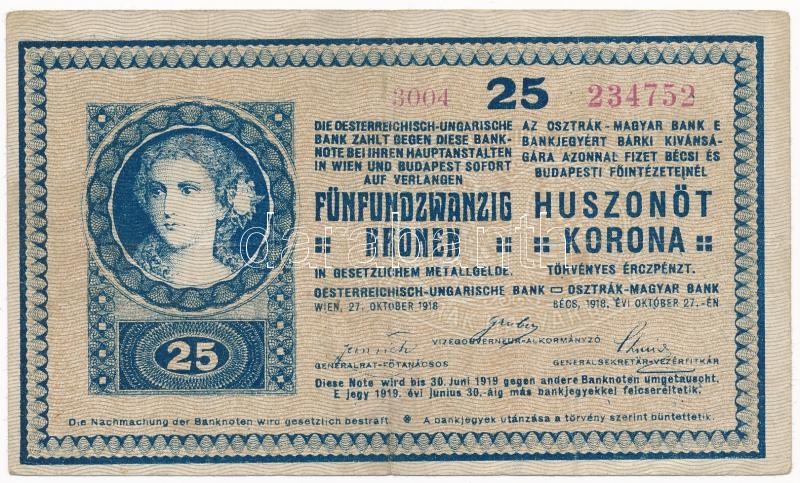 3004 25 234752
DIE OESTERREICHISCH-UNGARISCHE
BANK ZAHLT GEGEN DIESE BANK-
NOTE BEI IHREN HAUPTANSTALTEN
IN WIEN UND BUDAPEST SOFORT
AUF VERLANGEN
FÜNFUNDZWANZIG
KRONEN
IN GESETZLICHEM METALLGELDE.
OESTERREICHISCH-UNGARISCHE BANK
WIEN, 27. OKTOBER 1918
AZ OSZTRÁK-MAGYAR BANK E
BANKJEGYÉRT BÁRKI KIVÁNSÁ-
GÁRA AZONNAL FIZET BÉCSI ÉS
BUDAPESTI FŐINTÉZETEINÉL
HUSZONÖT
KORONA
TÖRVÉNYES ÉRCZPÉNZT.
OSZTRÁK-MAGYAR BANK
BÉCS, 1918. ÉVI OKTÓBER 27.-ÉN
Gruber
VIZEGOUVERNEUR-ALKORMÁNYZÓ
GENERALRAT-FŐTANÁCSOS
GENERALSEKRETÄR-VEZÉRTITKÁR
Diese Note wird bis 30. Juni 1919 gegen andere Banknoten umgetauscht.
E jegy 1919. évi junius 30.-áig más bankjegyekkel felcseréltetik.
25
Die Nachmachung der Banknoten wird gesetzlich bestraft. A bankjegyek utánzása a törvény szerint büntettetik.
darabanth